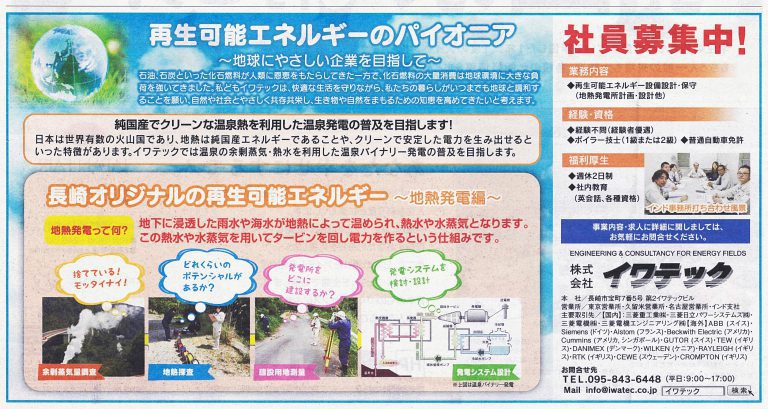 再生可能エネルギーのパイオニア
～地球にやさしい企業を目指して～
石油、石炭といった化石燃料が人類に恩恵をもたらしてきた一方で、化石燃料の大量消費は地球環境に大きな負
荷を強いてきました。私どもイワテックは、快適な生活を守りながら、私たちの暮らしがいつまでも地球と調和す
ることを願い、自然や社会とやさしく共存共栄し、生き物や自然をまもるための知恵を高めてきたいと考えます。
純国産でクリーンな温泉熱を利用した温泉発電の普及を目指します！
日本は世界有数の火山国であり、地熱は純国産エネルギーであることや、クリーンで安定した電力を生み出せると
いった特徴があります。イワテックでは温泉の余剰蒸気・熱水を利用した温泉バイナリー発電の普及を目指します。
長崎オリジナルの再生可能エネルギー ～地熱発電編～
地熱発電って何？
地下に浸透した雨水や海水が地熱によって温められ、熱水や水蒸気となります。
この熱水や水蒸気を用いてタービンを回し電力を作るという仕組みです。
捨てている！
モッタイナイ！
どれくらいの
ポテンシャルが
あるか？
発電所を
どこに
建設するか？
発電システムを
検討・設計
余剰蒸気量調査
地熱探査
建設用地測量
発電システム設計
※上図は温泉バイナリー発電
社員募集中！
業務内容
◆再生可能エネルギー設備設計・保守
（地熱発電所計画・設計他）
経験・資格
◆経験不問（経験者優遇）
◆ボイラー技士（1級または2級） ◆普通自動車免許
福利厚生
◆週休2日制
◆社内教育
（英会話、各種資格）
インド事務所打ち合わせ風景
事業内容・求人に詳細に関しましては、
お気軽にお問合せください。
ENGINEERING & CONSULTANCY FOR ENERGY FIELDS
株式会社 イワテック
本　社／長崎市宝町7番5号 第2イワテックビル
営業所／東京営業所・久留米営業所・名古屋営業所・インド支社
主要取引先／【国内】：三菱重工業㈱・三菱日立パワーシステムズ㈱・
三菱電機㈱・三菱電機エンジニアリング㈱【海外】ABB（スイス）・
Siemens（ドイツ）・Alstom（フランス）・Beckwith Electric（アメリカ）・
Cummins（アメリカ、シンガポール）・GUTOR（スイス）・TEW（イギリ
ス）・DANIMEX（デンマーク）・WILKEN（ケニア）・RAYLEIGH（イギリ
ス）・RTK（イギリス）・CEWE（スウェーデン）・CROMPTON（イギリス）
お問合せ先
TEL.095-843-6448（平日：9:00～17:00）
Mail info@iwatec.co.jp イワテック 検索